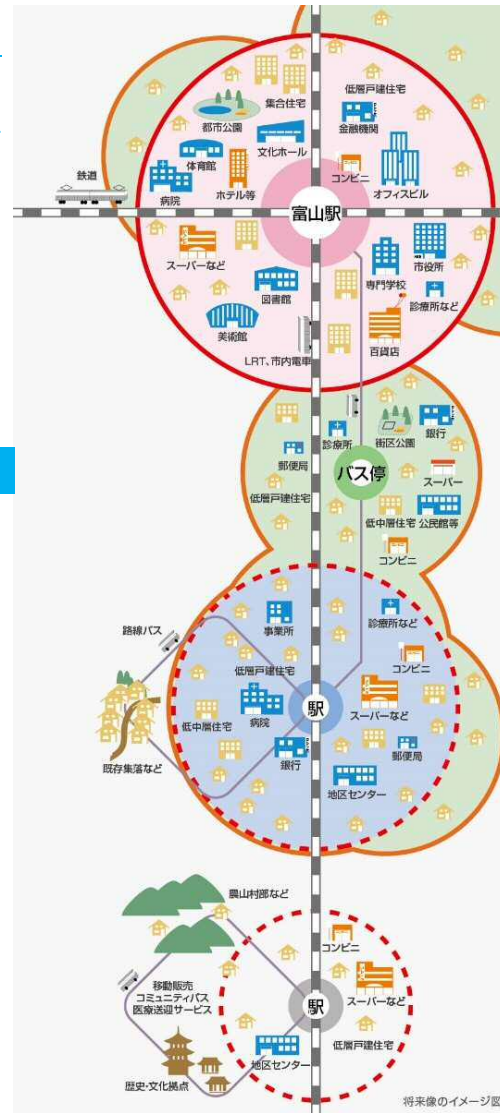 集合住宅
低層戸建住宅
都市公園
金融機関
文化ホール
体育館
コンビニ
鉄道
病院
ホテル等
オフィスビル
富山駅
スーパーなど
市役所
専門学校
図書館
診療所など
美術館
百貨店
LRT、市内電車
診療所
街区公園
銀行
郵便局
バス停
スーパー
低層戸建住宅
低中層住宅
公民館等
コンビニ
路線バス
事業所
診療所など
低層戸建住宅
コンビニ
病院
駅
スーパーなど
低中層住宅
銀行
郵便局
既存集落など
地区センター
農山村部など
コンビニ
移動販売
コミュニティバス
医療送迎サービス
スーパーなど
駅
低層戸建住宅
地区センター
歴史・文化拠点
将来像のイメージ図